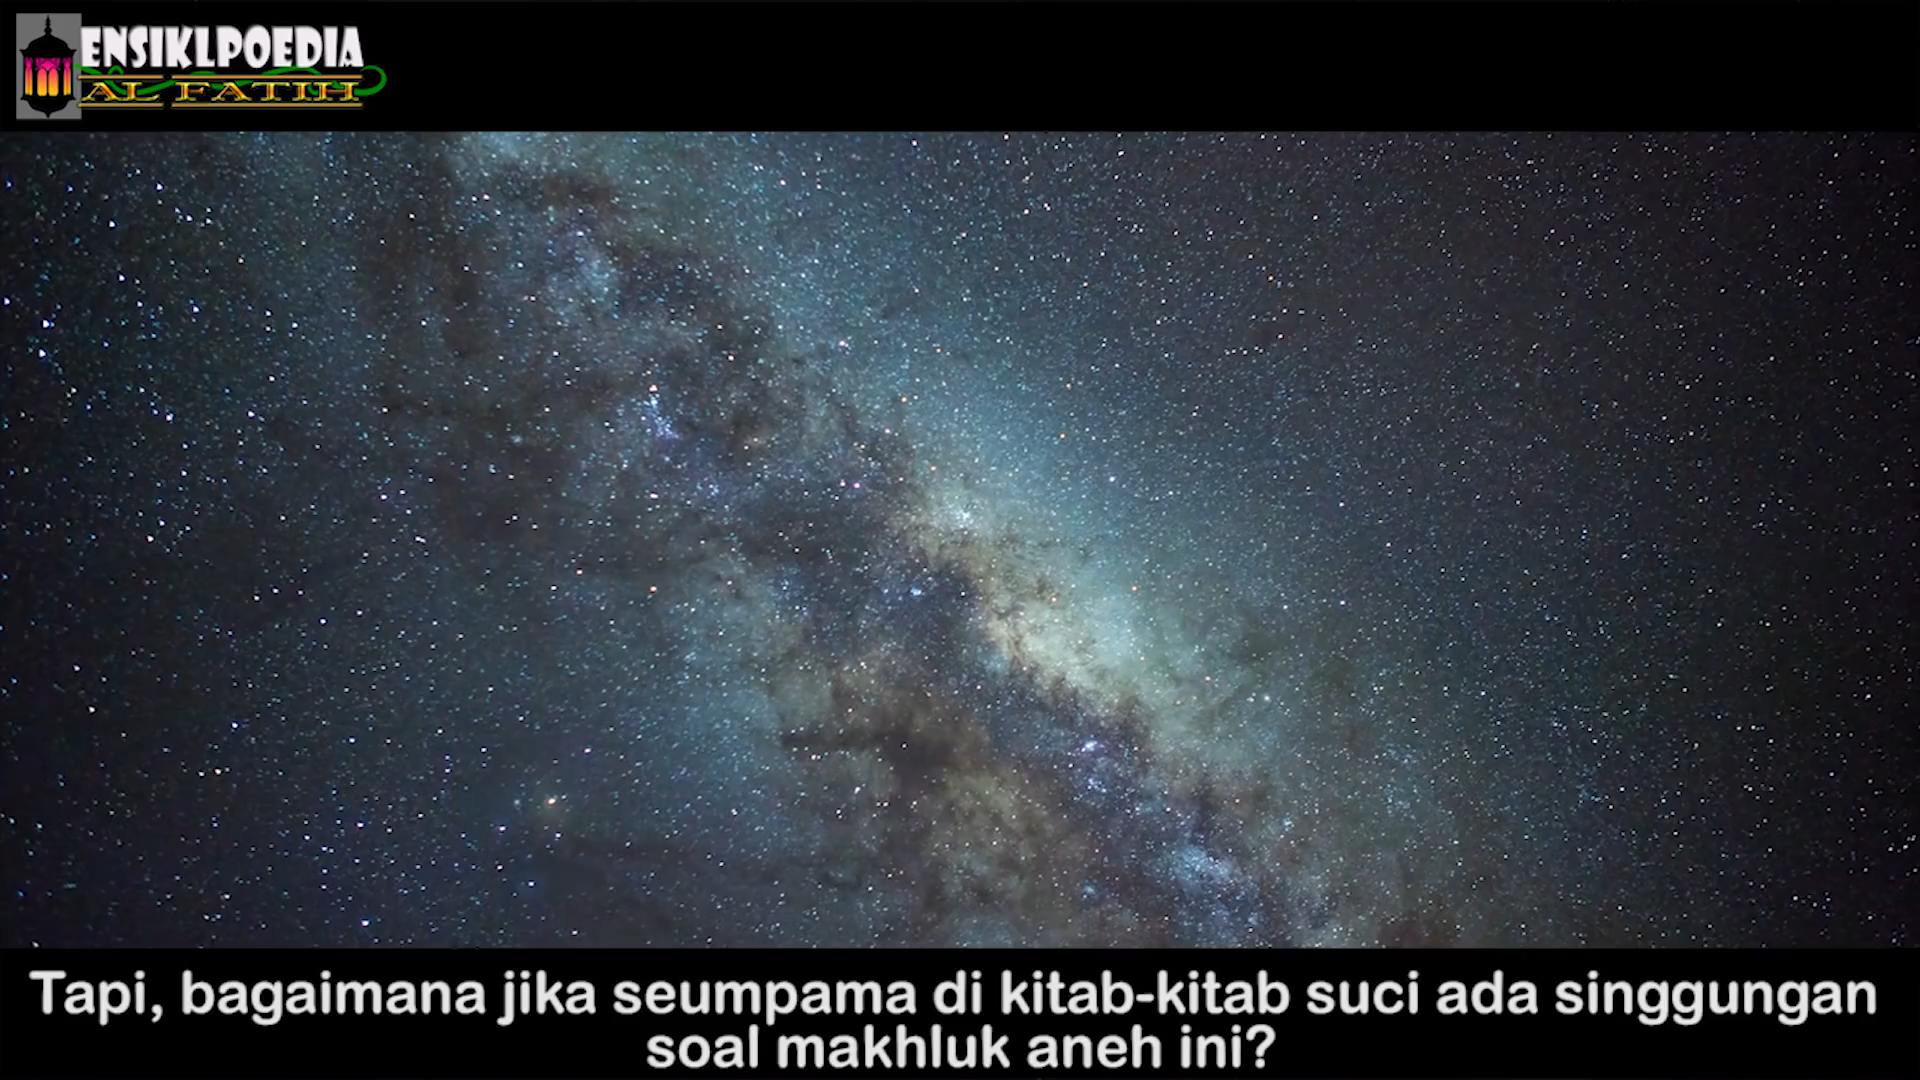 ENSIKLPOEDIA
AL FATIH
Tapi, bagaimana jika seumpama di kitab-kitab suci ada singgungan
soal makhluk aneh ini?